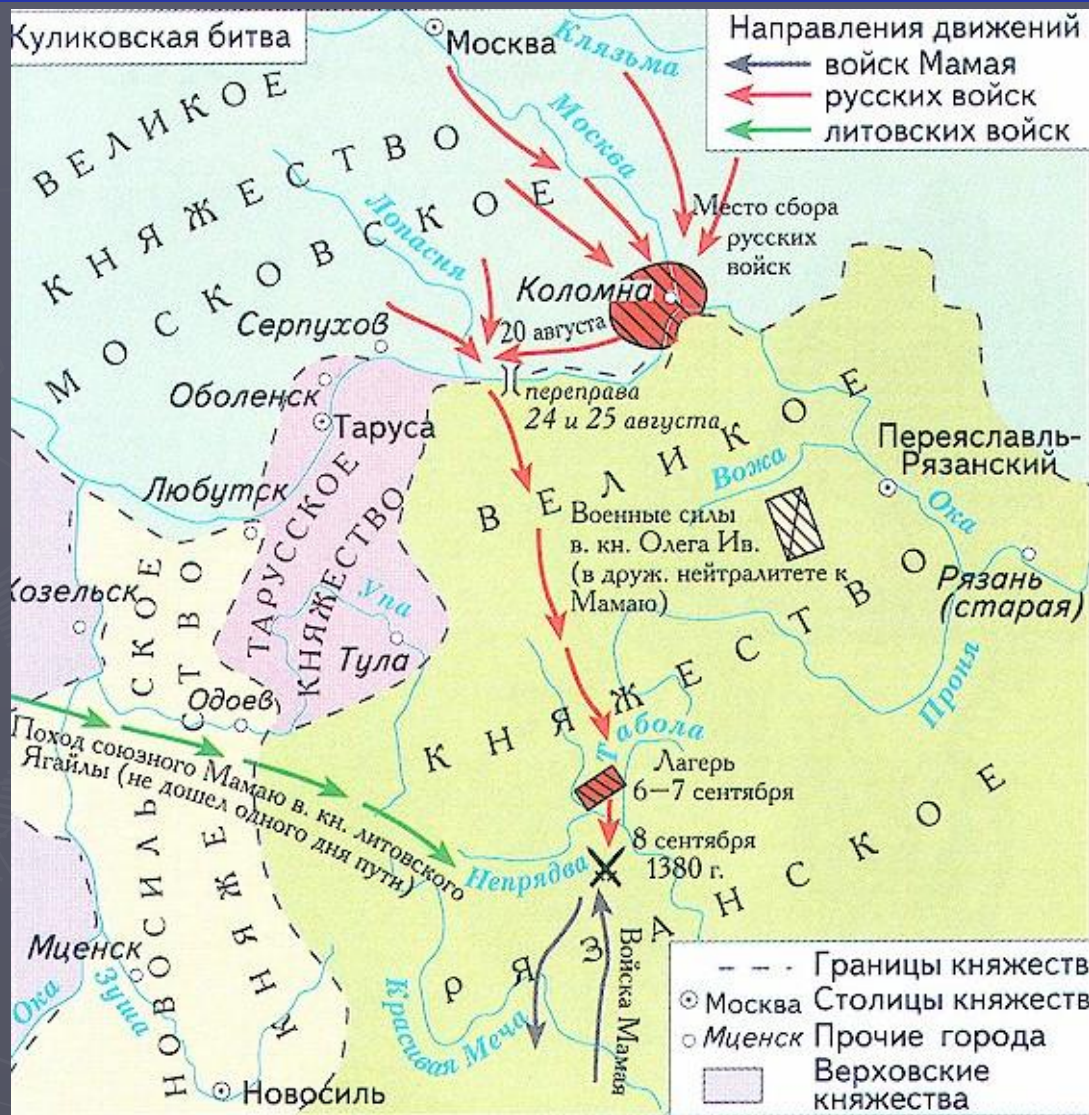 Куликовская битва
Направления движений
войск Мамая
русских войск
литовских войск
Москва
Клязьма
Москва
Лопасня
ВЕЛИКОЕ
КНЯЖЕСТВО
МОСКОВСКОЕ
Место сбора
русских
войск
Коломна
20 августа
Серпухов
Оболенск
Таруса
переправа
24 и 25 августа
Любутск
ТАРУССКОЕ
КНЯЖЕСТВО
ВЕЛИКОЕ
Вожа
Переяславль-
Рязанский
Ока
Военные силы
в. кн. Олега Ив.
(в друж. нейтралитете к
Мамаю)
Рязань
(старая)
Проня
Козельск
Упа
Тула
Одоев
КНЯЖЕСТВО
Табола
Лагерь
6–7 сентября
Поход союзного Мамаю в. кн. литовского
Ягайлы (не дошел одного дня пути)
8 сентября
1380 г.
Непрядва
РЯЗАНСКОЕ
Войска Мамая
Красивая Меча
НОВОСИЛЬСКОЕ
КНЯЖЕСТВО
Мценск
Ока
Зуша
Новосиль
Границы княжеств
Москва Столицы княжеств
Мценск Прочие города
Верховские
княжества